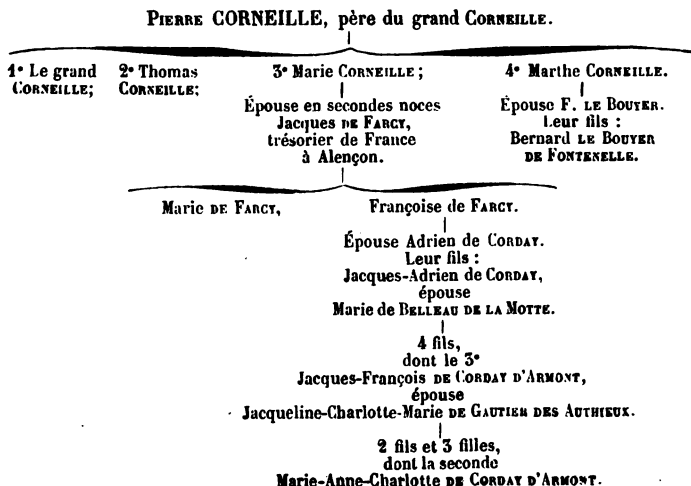 PIERRE CORNEILLE, père du grand CORNEILLE.
1° Le grand CORNEILLE;
2° Thomas CORNEILLE;
3° Marie CORNEILLE;
Épouse en secondes noces
Jacques DE FARCY,
trésorier de France
à Alençon.
4° Marthe CORNEILLE.
Épouse F. LE BOUYER.
Leur fils :
Bernard LE BOUYER
DE FONTENELLE.
Marie DE FARCY,
Françoise de FARCY.
Épouse Adrien de CORDAY.
Leur fils :
Jacques-Adrien de CORDAY,
épouse
Marie de BELLEAU DE LA MOTTE.
4 fils,
dont le 3e
Jacques-François DE CORDAY D'ARMONT,
épouse
Jacqueline-Charlotte-Marie DE GAUTIER DES AUTHIEUX.
2 fils et 3 filles,
dont la seconde
Marie-Anne-Charlotte DE CORDAY D'ARMONT.